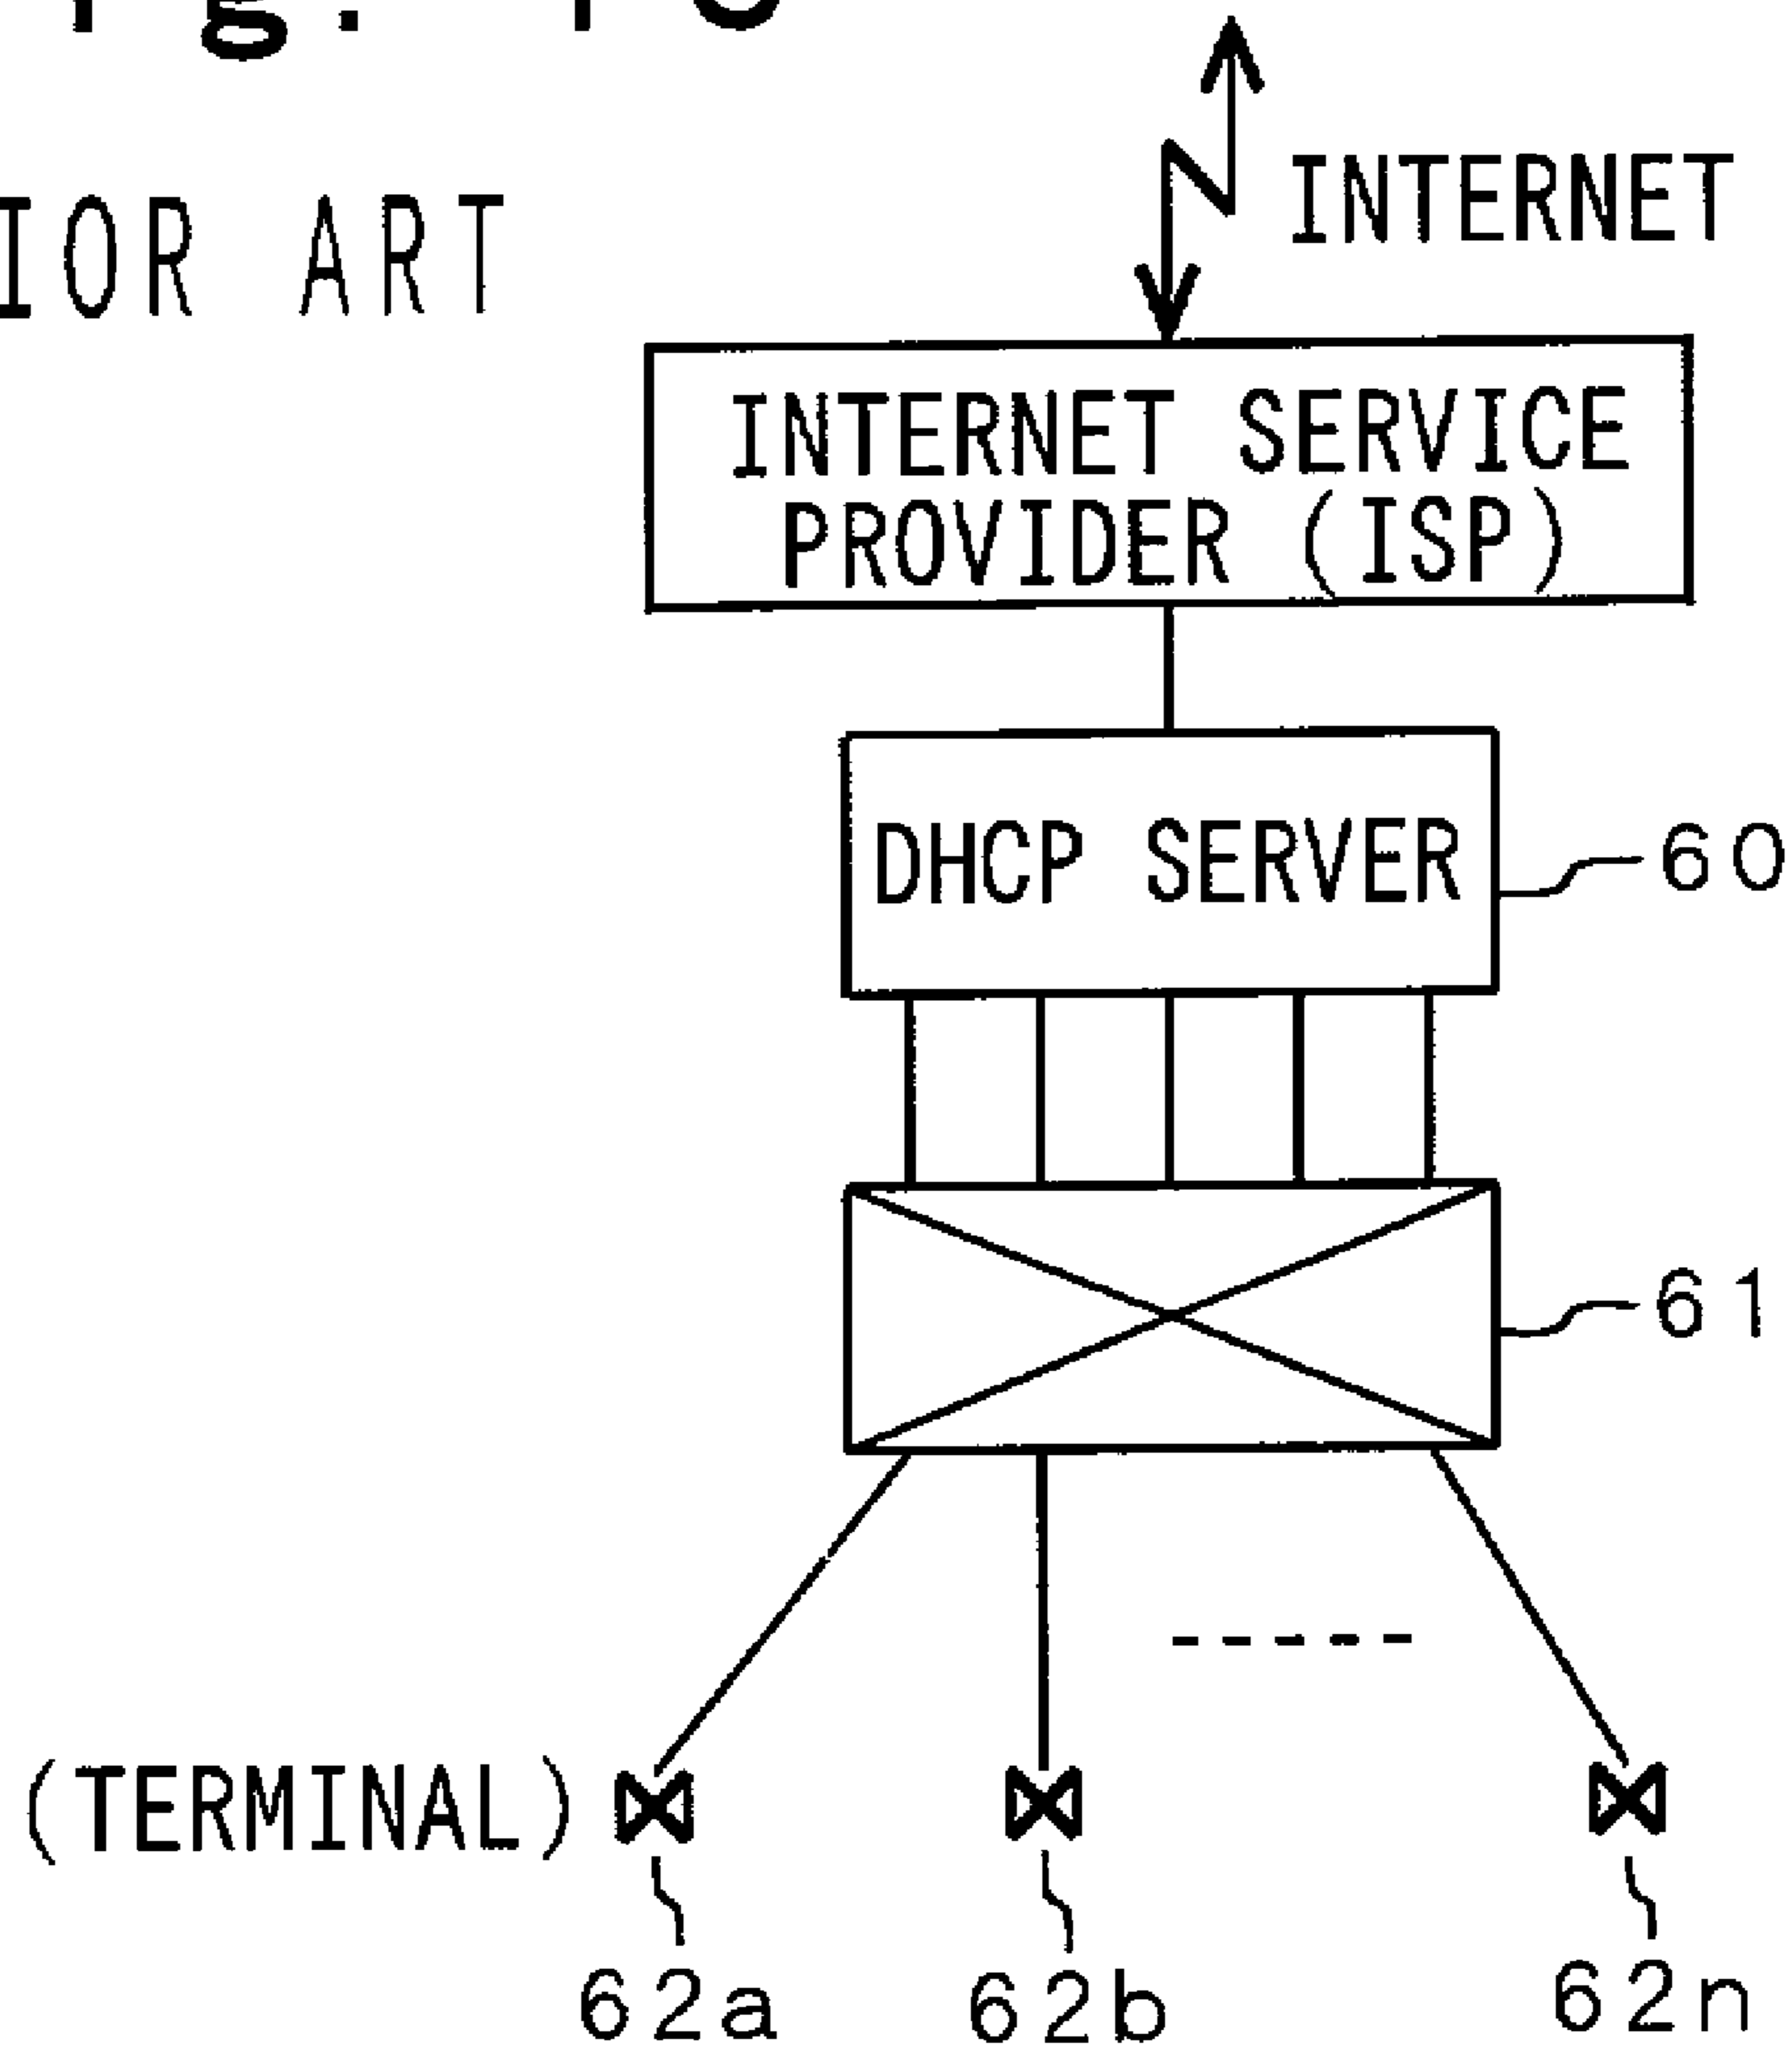 g.
INTERNET
IOR ART
INTERNET SERVICE
PROVIDER (ISP)
DHCP SERVER
60
61
(TERMINAL)
62a
62b
62n